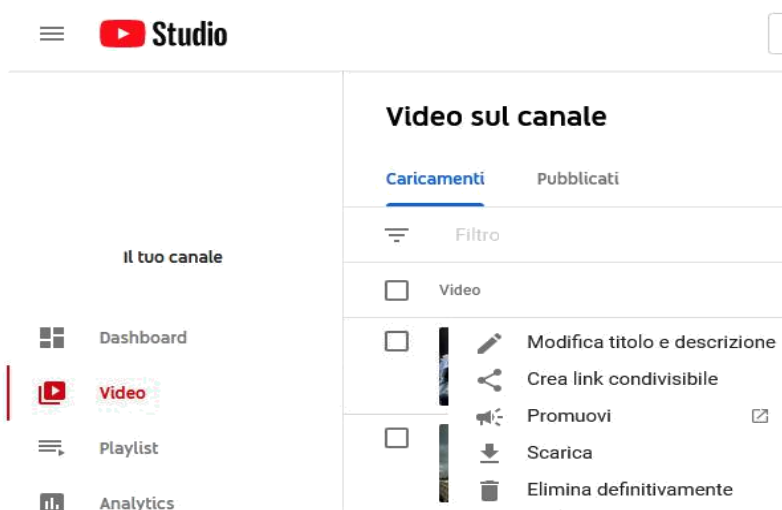 Studio
Video sul canale
Caricamenti Pubblicati
Filtro
Il tuo canale
Video
Dashboard
Modifica titolo e descrizione
Video
Crea link condivisibile
Promuovi
Playlist
Scarica
Elimina definitivamente
Analytics